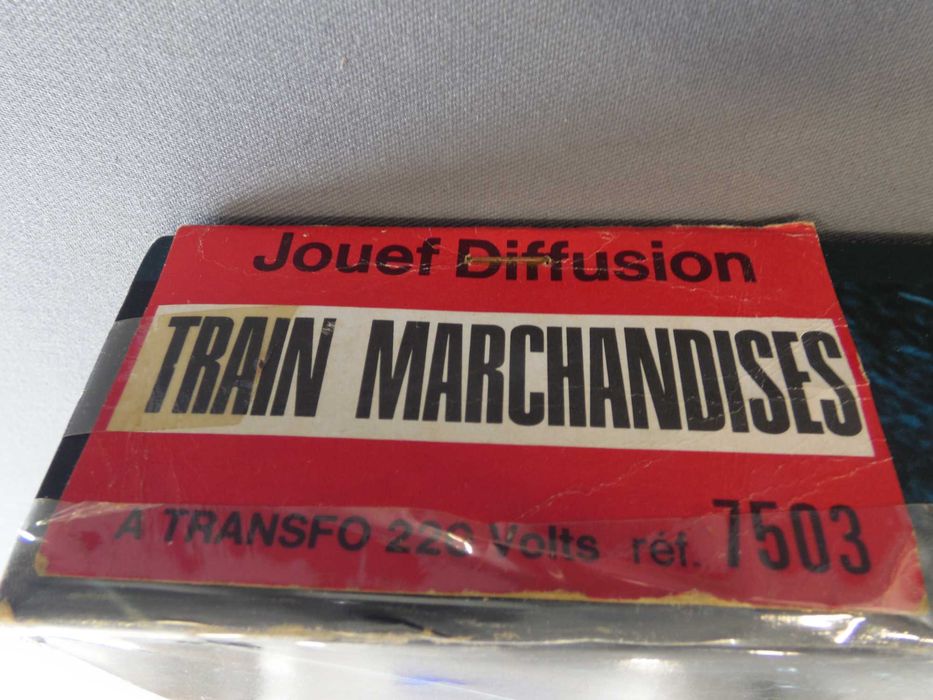 Jouef Diffusion
TRAIN MARCHANDISES
A TRANSFO 220 Volts réf. 7503